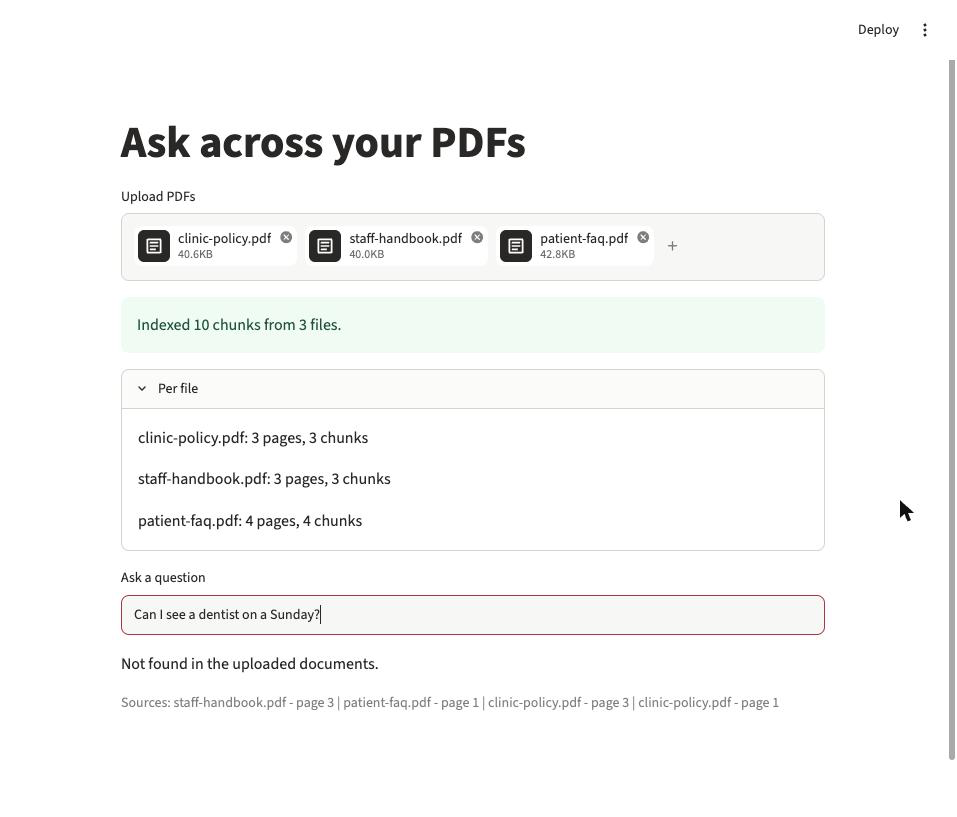 Deploy
Ask across your PDFs
Upload PDFs
clinic-policy.pdf
40.6KB
staff-handbook.pdf
40.0KB
patient-faq.pdf
42.8KB
Indexed 10 chunks from 3 files.
Per file
clinic-policy.pdf: 3 pages, 3 chunks
staff-handbook.pdf: 3 pages, 3 chunks
patient-faq.pdf: 4 pages, 4 chunks
Ask a question
Can I see a dentist on a Sunday?
Not found in the uploaded documents.
Sources: staff-handbook.pdf - page 3 | patient-faq.pdf - page 1 | clinic-policy.pdf - page 3 | clinic-policy.pdf - page 1